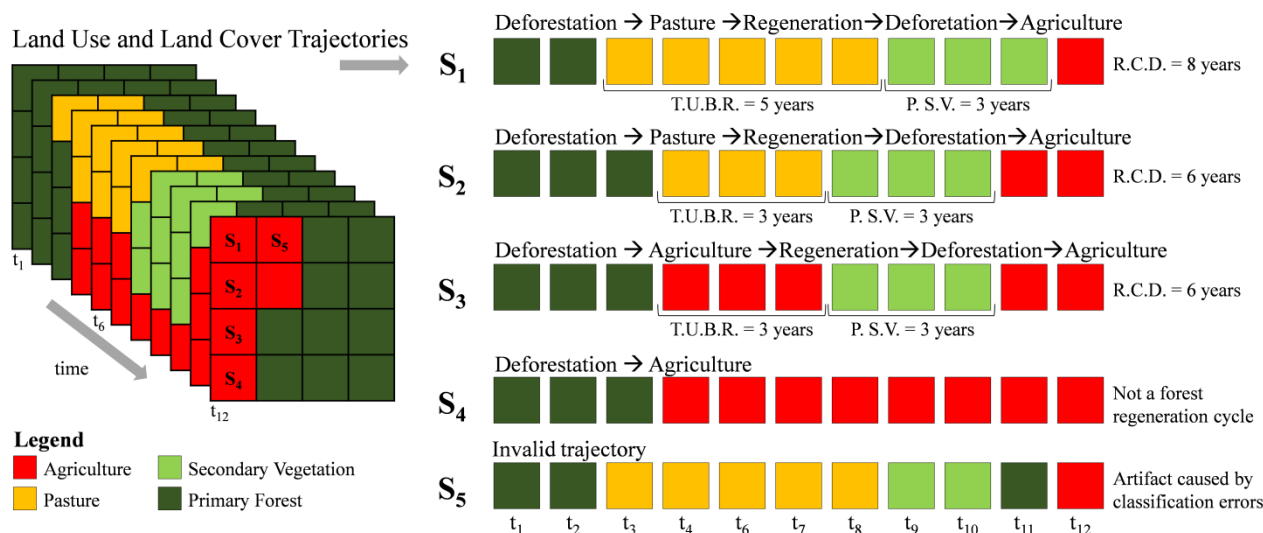 Land Use and Land Cover Trajectories
t1
t6
time
S1 S5
S2
S3
S4
t12
Legend
Agriculture
Secondary Vegetation
Pasture
Primary Forest
Deforestation → Pasture →Regeneration→Deforetation→Agriculture
S1
R.C.D. = 8 years
T.U.B.R. = 5 years
P. S.V. = 3 years
Deforestation → Pasture →Regeneration→Deforestation→Agriculture
S2
R.C.D. = 6 years
T.U.B.R. = 3 years
P. S.V. = 3 years
Deforestation → Agriculture →Regeneration→Deforestation→Agriculture
S3
R.C.D. = 6 years
T.U.B.R. = 3 years
P. S.V. = 3 years
Deforestation → Agriculture
S4
Not a forest
regeneration cycle
Invalid trajectory
S5
Artifact caused by
classification errors
t1 t2 t3 t4 t6 t7 t8 t9 t10 t11 t12